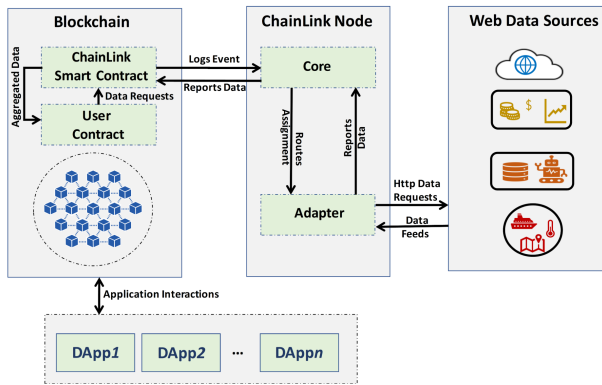 Blockchain
ChainLink Node
Web Data Sources
ChainLink
Smart Contract
Aggregated Data
Data Requests
User
Contract
Logs Event
Reports Data
Core
Routes
Assignment
Reports
Data
Adapter
Http Data
Requests
Data
Feeds
$
Application Interactions
DApp1
DApp2
...
DAppn